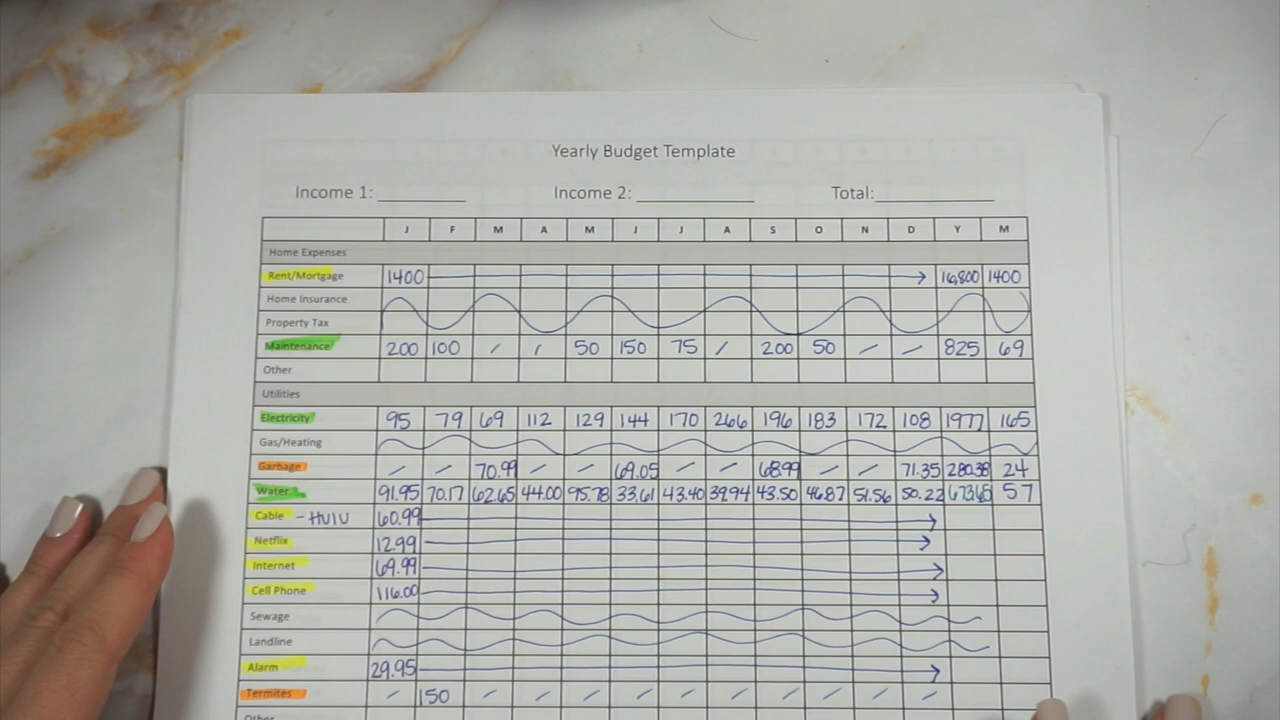 Yearly Budget Template
Income 1: Income 2: Total:
J F M A M J J A S O N D Y M
Home Expenses
Rent/Mortgage 1400 16,800 1400
Home Insurance
Property Tax
Maintenance 200 100 50 150 75 200 50 825 69
Other
Utilities
Electricity 95 79 69 112 129 144 170 266 196 183 172 108 1977 165
Gas/Heating
Garbage 70.99 69.05 68.99 71.35 280.38 24
Water 91.95 70.17 62.65 44.00 95.78 33.61 43.40 39.94 43.50 46.87 51.56 50.22 673.65 57
Cable - Hulu 60.99
Netflix 12.99
Internet 69.99
Cell Phone 116.00
Sewage
Landline
Alarm 29.95
Termites 150
Other